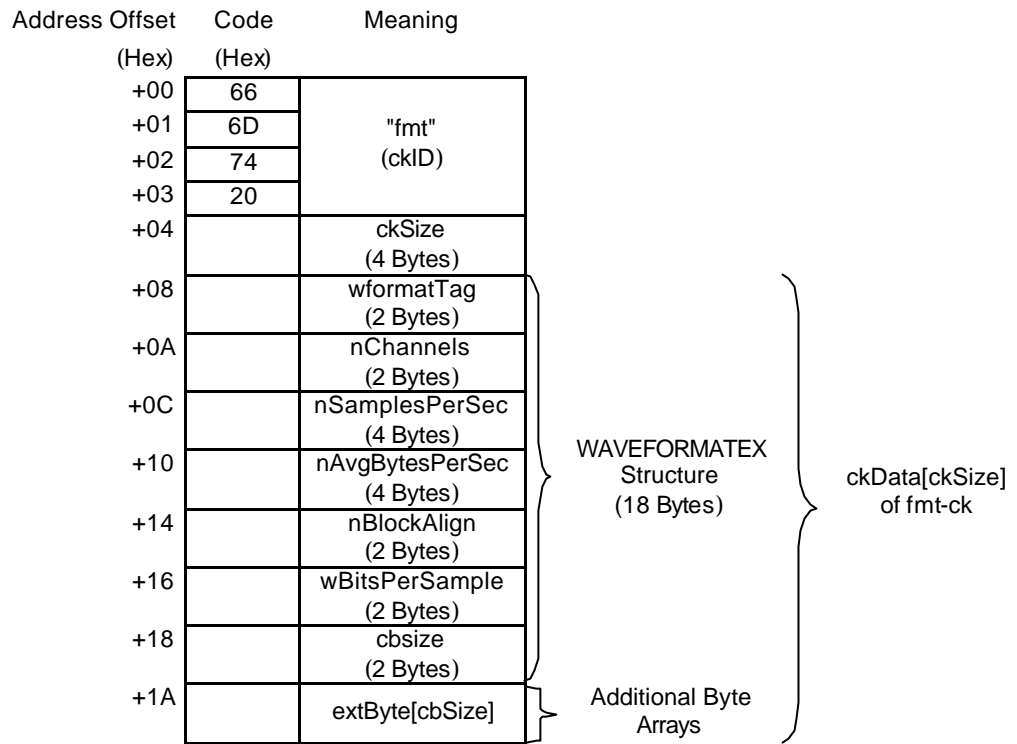 Address Offset Code Meaning
(Hex) (Hex)
+00 66
+01 6D "fmt"
+02 74 (ckID)
+03 20
+04 ckSize
(4 Bytes)
+08 wformatTag
(2 Bytes)
+0A nChannels
(2 Bytes)
+0C nSamplesPerSec
(4 Bytes)
+10 nAvgBytesPerSec
(4 Bytes)
+14 nBlockAlign
(2 Bytes)
+16 wBitsPerSample
(2 Bytes)
+18 cbsize
(2 Bytes)
+1A extByte[cbSize]
WAVEFORMATEX
Structure
(18 Bytes)
Additional Byte
Arrays
ckData[ckSize]
of fmt-ck